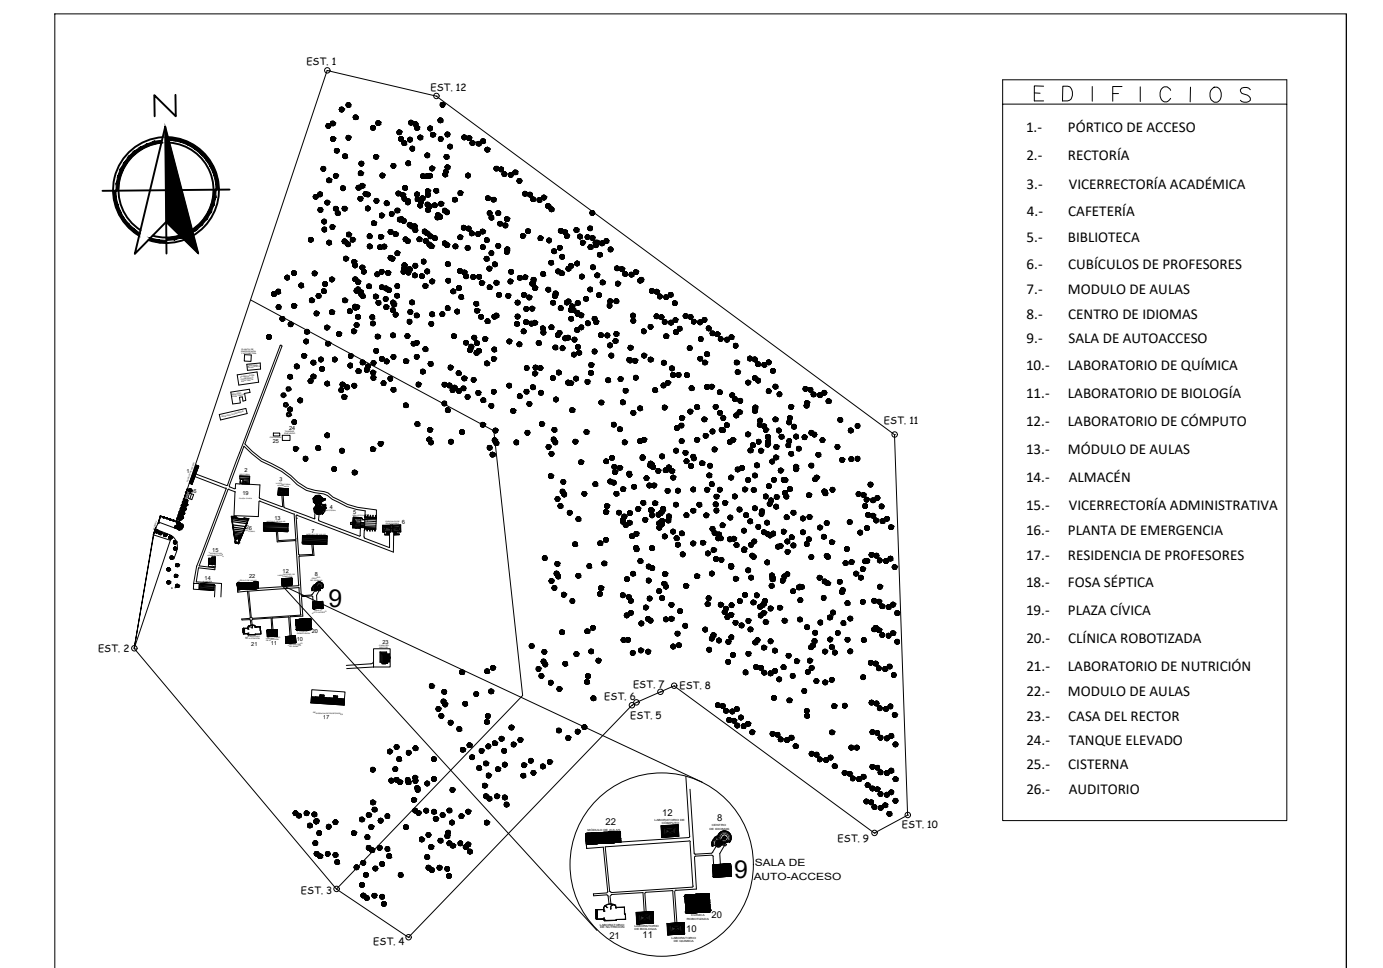 EST. 1
EST. 12
N
E D I F I C I O S
1.- PÓRTICO DE ACCESO
2.- RECTORÍA
3.- VICERRECTORÍA ACADÉMICA
4.- CAFETERÍA
5.- BIBLIOTECA
6.- CUBÍCULOS DE PROFESORES
7.- MODULO DE AULAS
8.- CENTRO DE IDIOMAS
9.- SALA DE AUTOACCESO
10.- LABORATORIO DE QUÍMICA
11.- LABORATORIO DE BIOLOGÍA
12.- LABORATORIO DE CÓMPUTO
13.- MÓDULO DE AULAS
14.- ALMACÉN
15.- VICERRECTORÍA ADMINISTRATIVA
16.- PLANTA DE EMERGENCIA
17.- RESIDENCIA DE PROFESORES
18.- FOSA SÉPTICA
19.- PLAZA CÍVICA
20.- CLÍNICA ROBOTIZADA
21.- LABORATORIO DE NUTRICIÓN
22.- MODULO DE AULAS
23.- CASA DEL RECTOR
24.- TANQUE ELEVADO
25.- CISTERNA
26.- AUDITORIO
EST. 11
24
25
2
3
19
4
6
13
7
15
12
8
22
14
9
20
21
11
10
23
EST. 2
17
EST. 7
EST. 8
EST. 6
EST. 5
EST. 10
EST. 9
12
8
22
9 SALA DE
AUTO-ACCESO
20
10
21
11
EST. 3
EST. 4